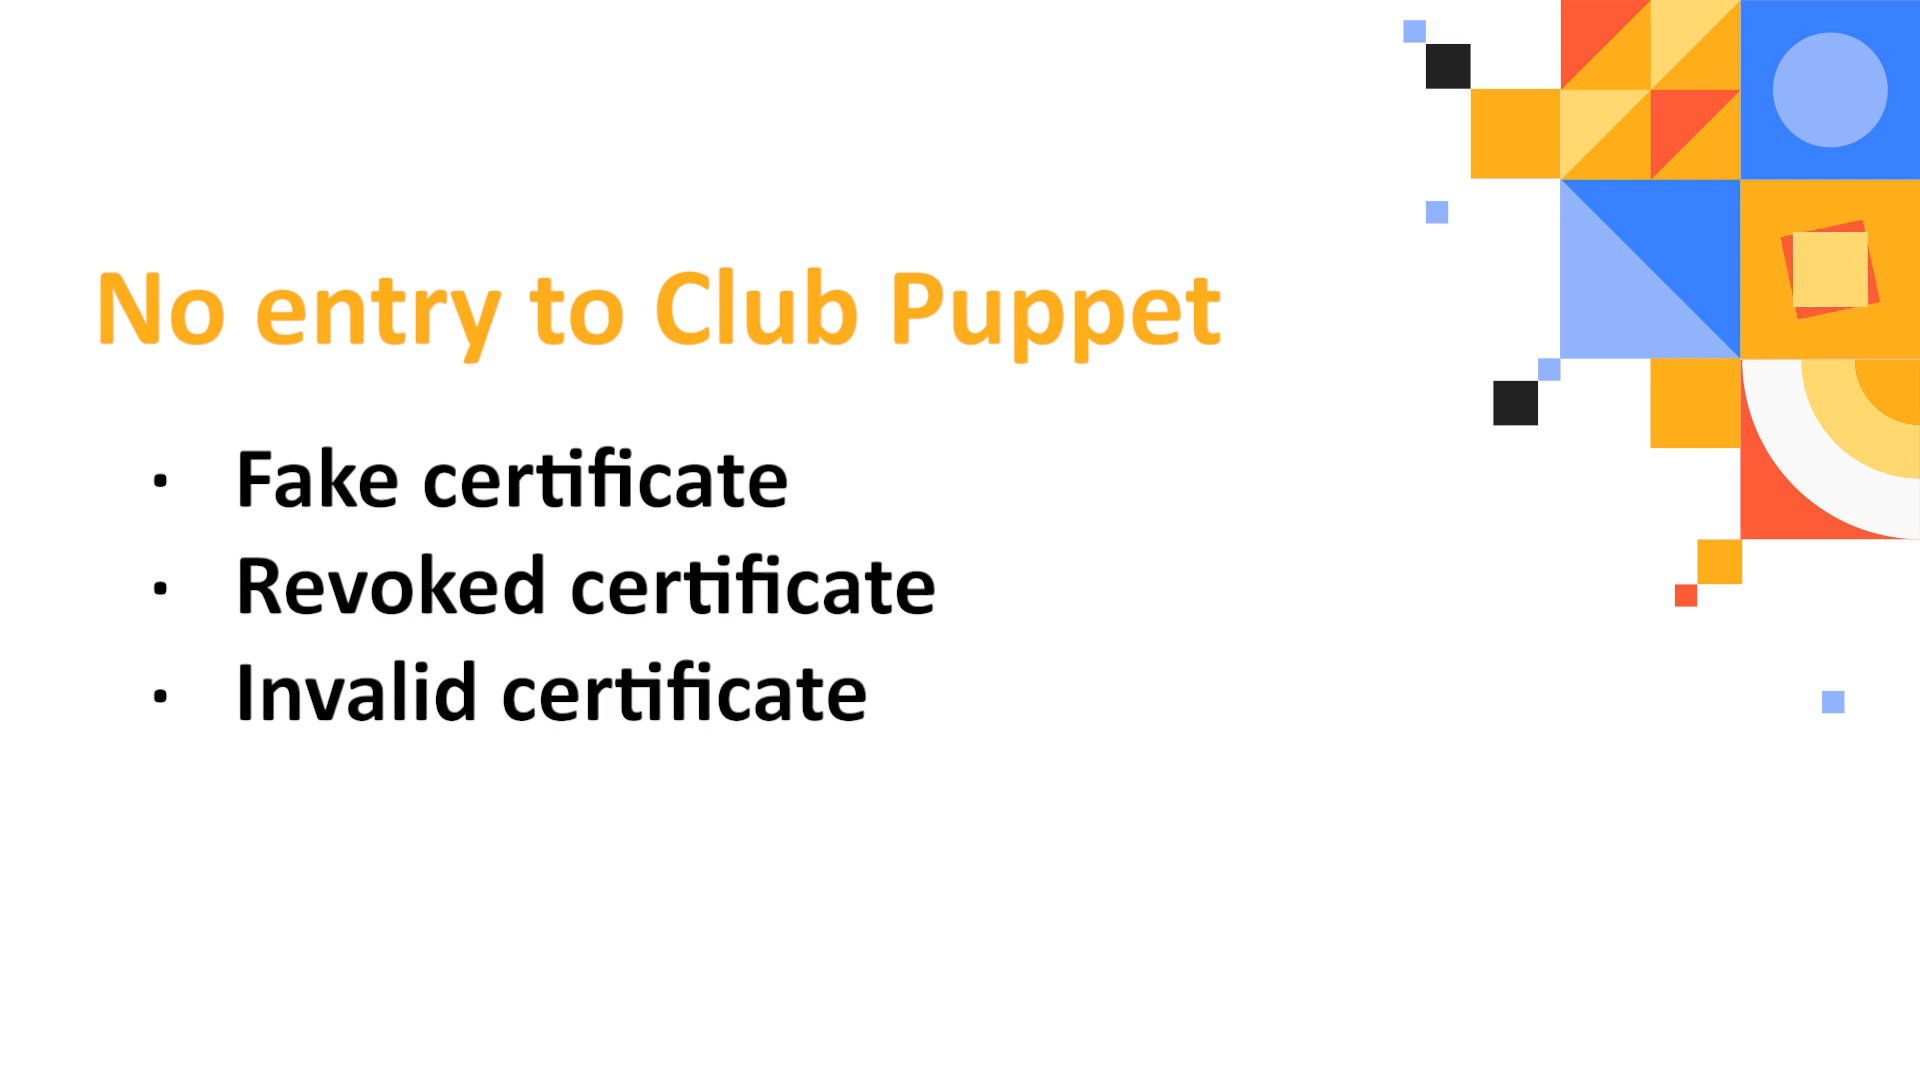 No entry to Club Puppet
· Fake certificate
· Revoked certificate
· Invalid certificate